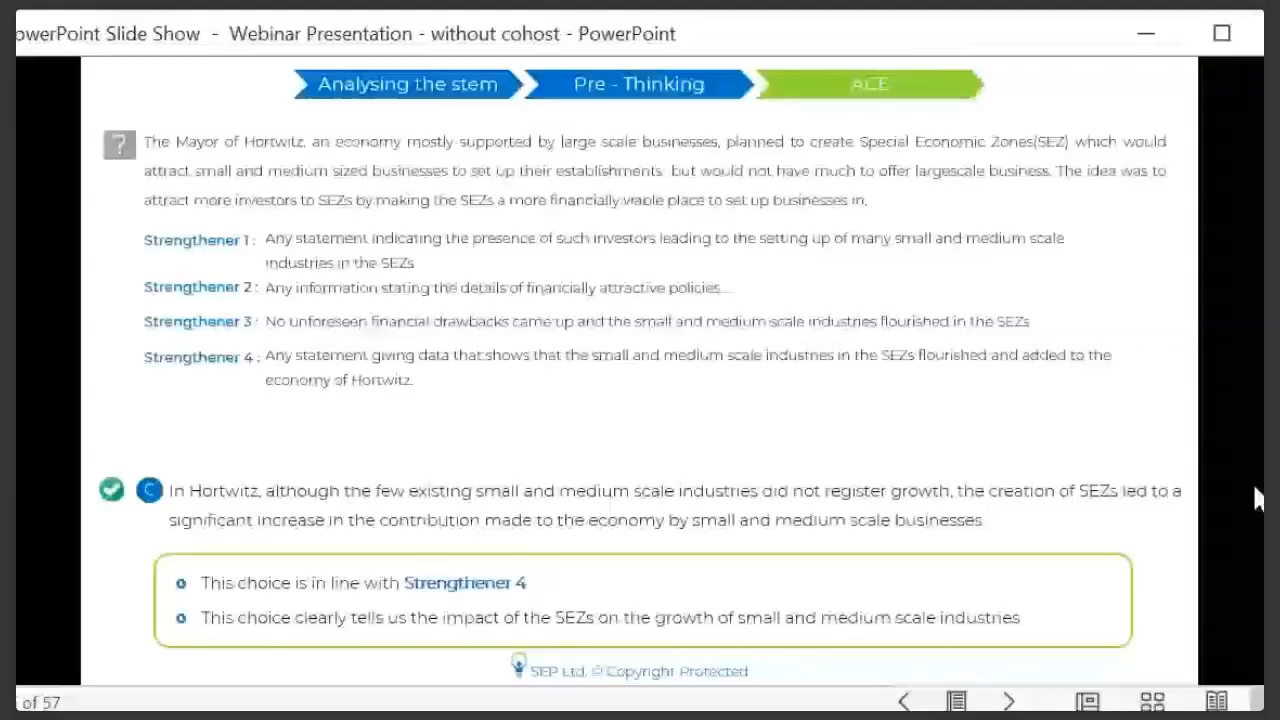 owerPoint Slide Show - Webinar Presentation - without cohost - PowerPoint
Analysing the stem Pre - Thinking ACE
?
The Mayor of Hortwitz, an economy mostly supported by large scale businesses, planned to create Special Economic Zones(SEZ) which would
attract small and medium sized businesses to set up their establishments but would not have much to offer largescale business. The idea was to
attract more investors to SEZs by making the SEZs a more financially viable place to set up businesses in.
Strengthener 1 : Any statement indicating the presence of such investors leading to the setting up of many small and medium scale
industries in the SEZs
Strengthener 2 : Any information stating the details of financially attractive policies...
Strengthener 3 : No unforeseen financial drawbacks came up and the small and medium scale industries flourished in the SEZs
Strengthener 4 : Any statement giving data that shows that the small and medium scale industries in the SEZs flourished and added to the
economy of Hortwitz.
C In Hortwitz, although the few existing small and medium scale industries did not register growth, the creation of SEZs led to a
significant increase in the contribution made to the economy by small and medium scale businesses
This choice is in line with Strengthener 4
This choice clearly tells us the impact of the SEZs on the growth of small and medium scale industries
SEP Ltd. © Copyright Protected
of 57